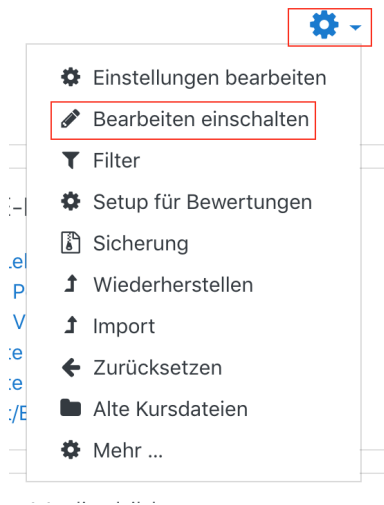 Einstellungen bearbeiten
Bearbeiten einschalten
Filter
Setup für Bewertungen
Sicherung
Wiederherstellen
Import
Zurücksetzen
Alte Kursdateien
Mehr ...